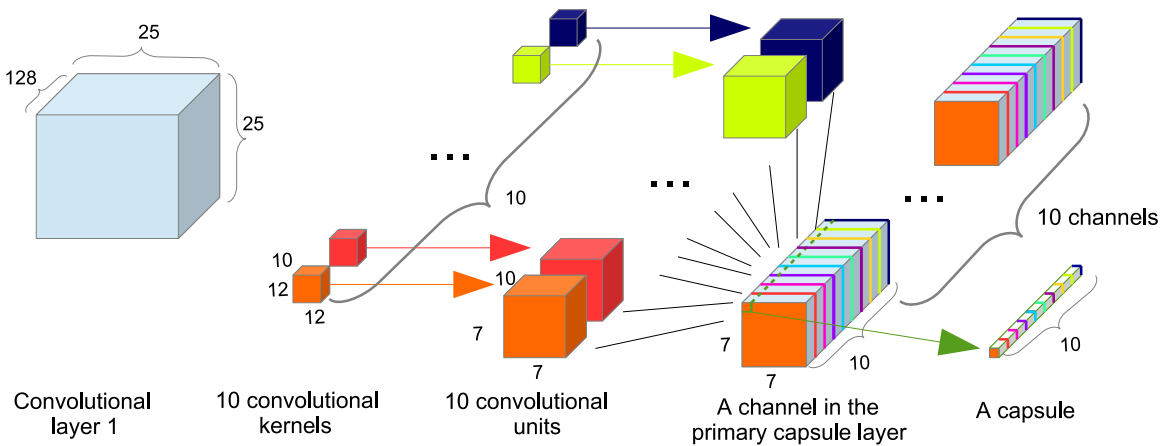 25
128
25
10
10
12
12
10
7
7
7
7
10
10 channels
10
Convolutional
layer 1
10 convolutional
kernels
10 convolutional
units
A channel in the
primary capsule layer
A capsule